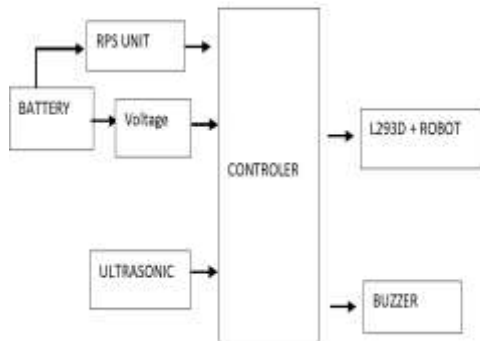 RPS UNIT
BATTERY
Voltage
CONTROLER
L293D + ROBOT
ULTRASONIC
BUZZER